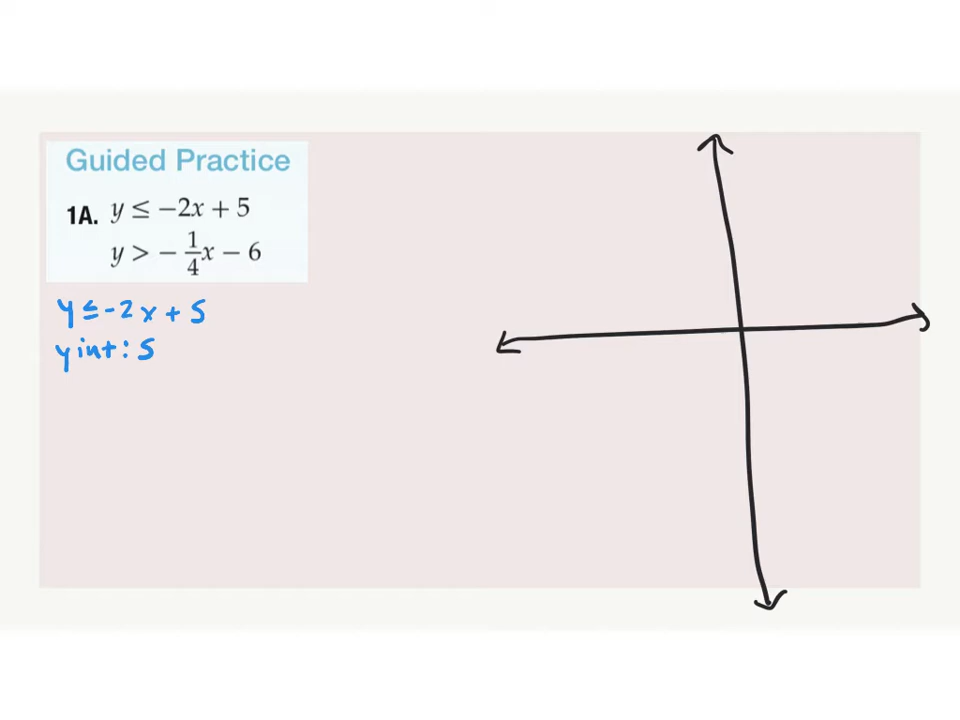 Guided Practice
1A. y ≤ −2x + 5
y > −1/4x − 6
y ≤ -2x + 5
y int: 5